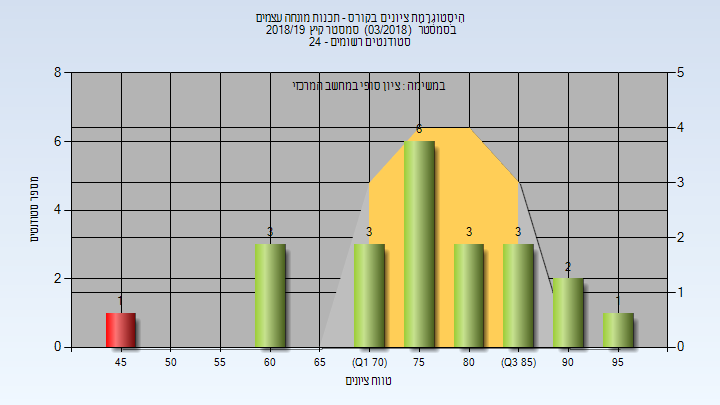 היסטוגרמת ציונים בקורס - תכנות מונחה עצמים
בסמסטר (03/2018) סמסטר קיץ 2018/19
סטודנטים רשומים - 24
במשימה : ציון סופי במחשב המרכזי
מספר סטודנטים
8
6
4
2
0
5
4
3
2
1
0
1
3
3
6
3
3
2
1
45 50 55 60 65 (Q1 70) 75 80 (Q3 85) 90 95
טווח ציונים